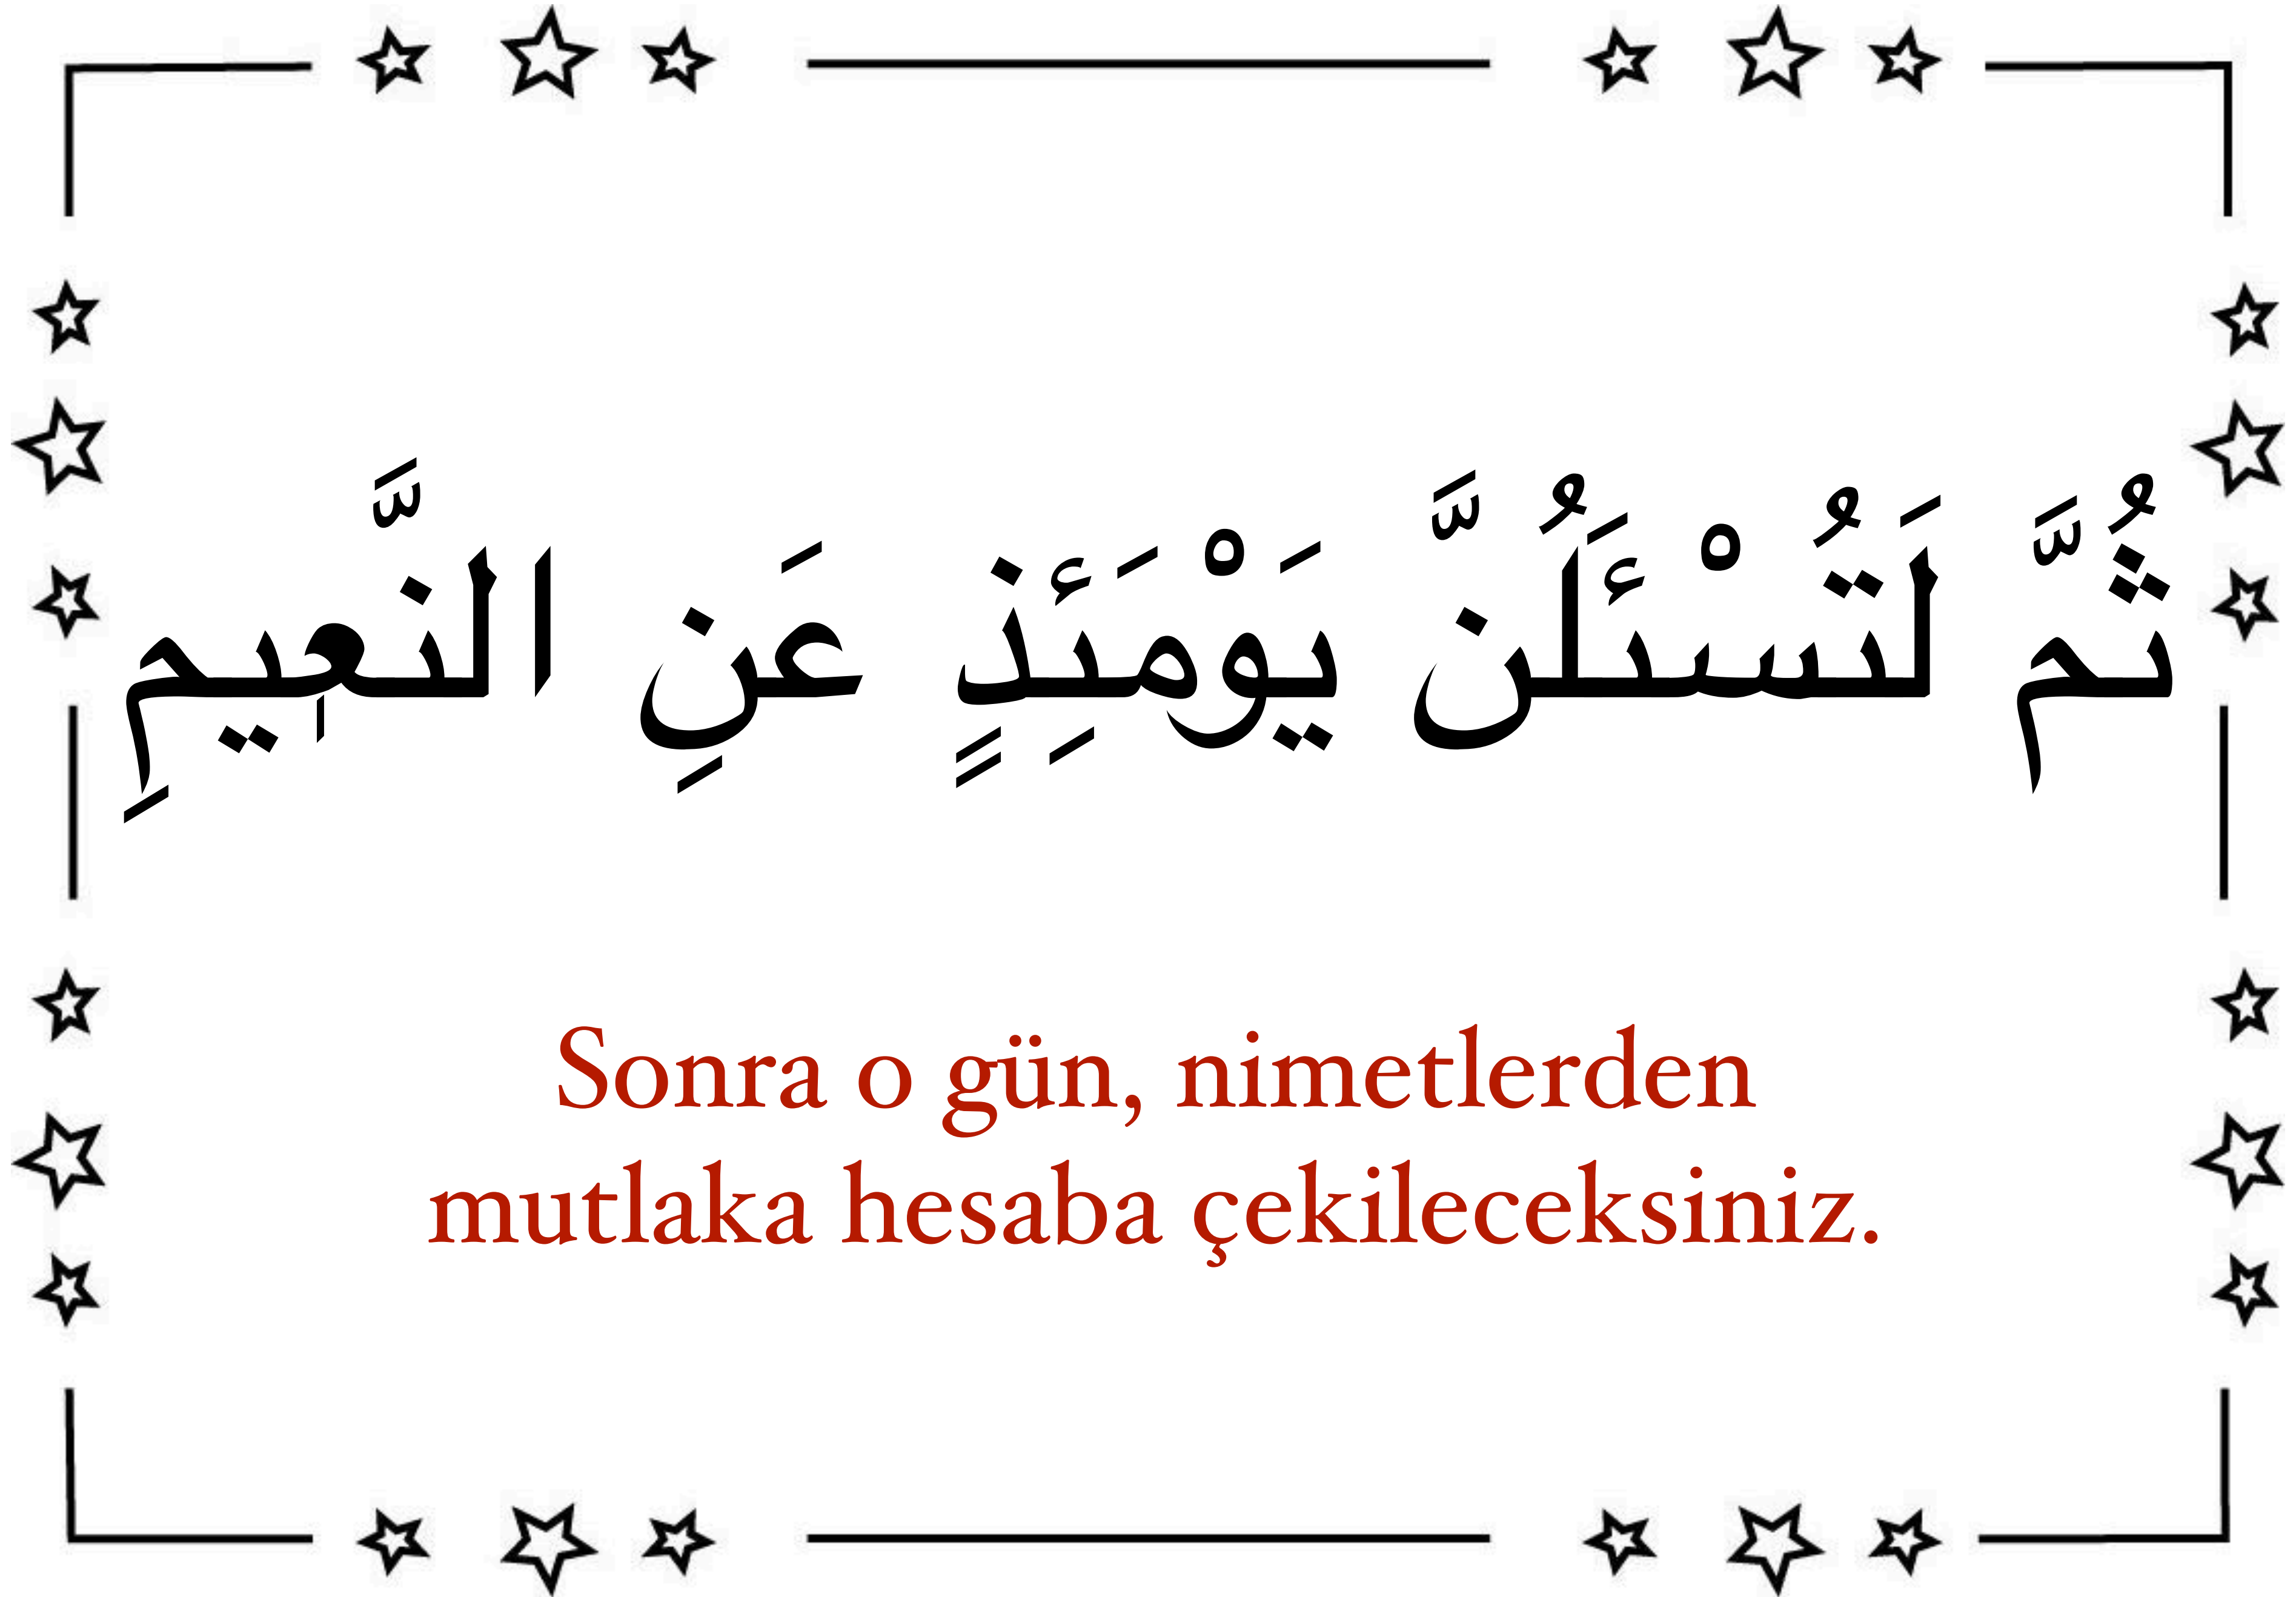 ثُمَّ لَتُسْـَٔلُنَّ يَوْمَئِذٍ عَنِ النَّعٖيمِ
Sonra o gün, nimetlerden
mutlaka hesaba çekileceksiniz.